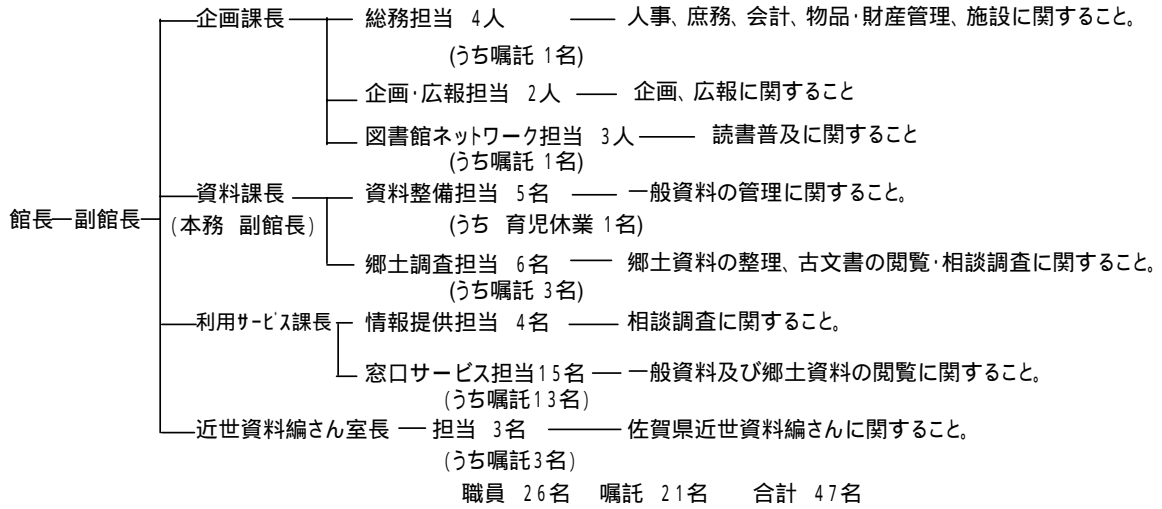 企画課長 総務担当 4人 人事、庶務、会計、物品・財産管理、施設に関すること。
(うち嘱託 1名)
企画・広報担当 2人 企画、広報に関すること
図書館ネットワーク担当 3人 読書普及に関すること
(うち嘱託 1名)
資料課長 資料整備担当 5名 一般資料の管理に関すること。
館長 副館長 (本務 副館長) (うち 育児休業 1名)
郷土調査担当 6名 郷土資料の整理、古文書の閲覧・相談調査に関すること。
(うち嘱託 3名)
利用サービス課長 情報提供担当 4名 相談調査に関すること。
窓口サービス担当15名 一般資料及び郷土資料の閲覧に関すること。
(うち嘱託13名)
近世資料編さん室長 担当 3名 佐賀県近世資料編さんに関すること。
(うち嘱託3名)
職員 26名 嘱託 21名 合計 47名